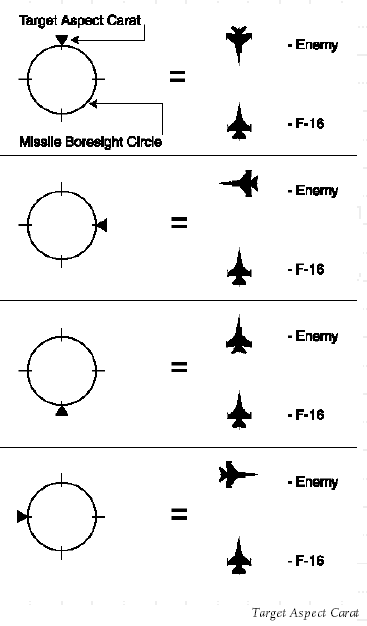 Target Aspect Carat
= - Enemy
- F-16
Missile Boresight Circle
= - Enemy
- F-16
= - Enemy
- F-16
= - Enemy
- F-16
Target Aspect Carat